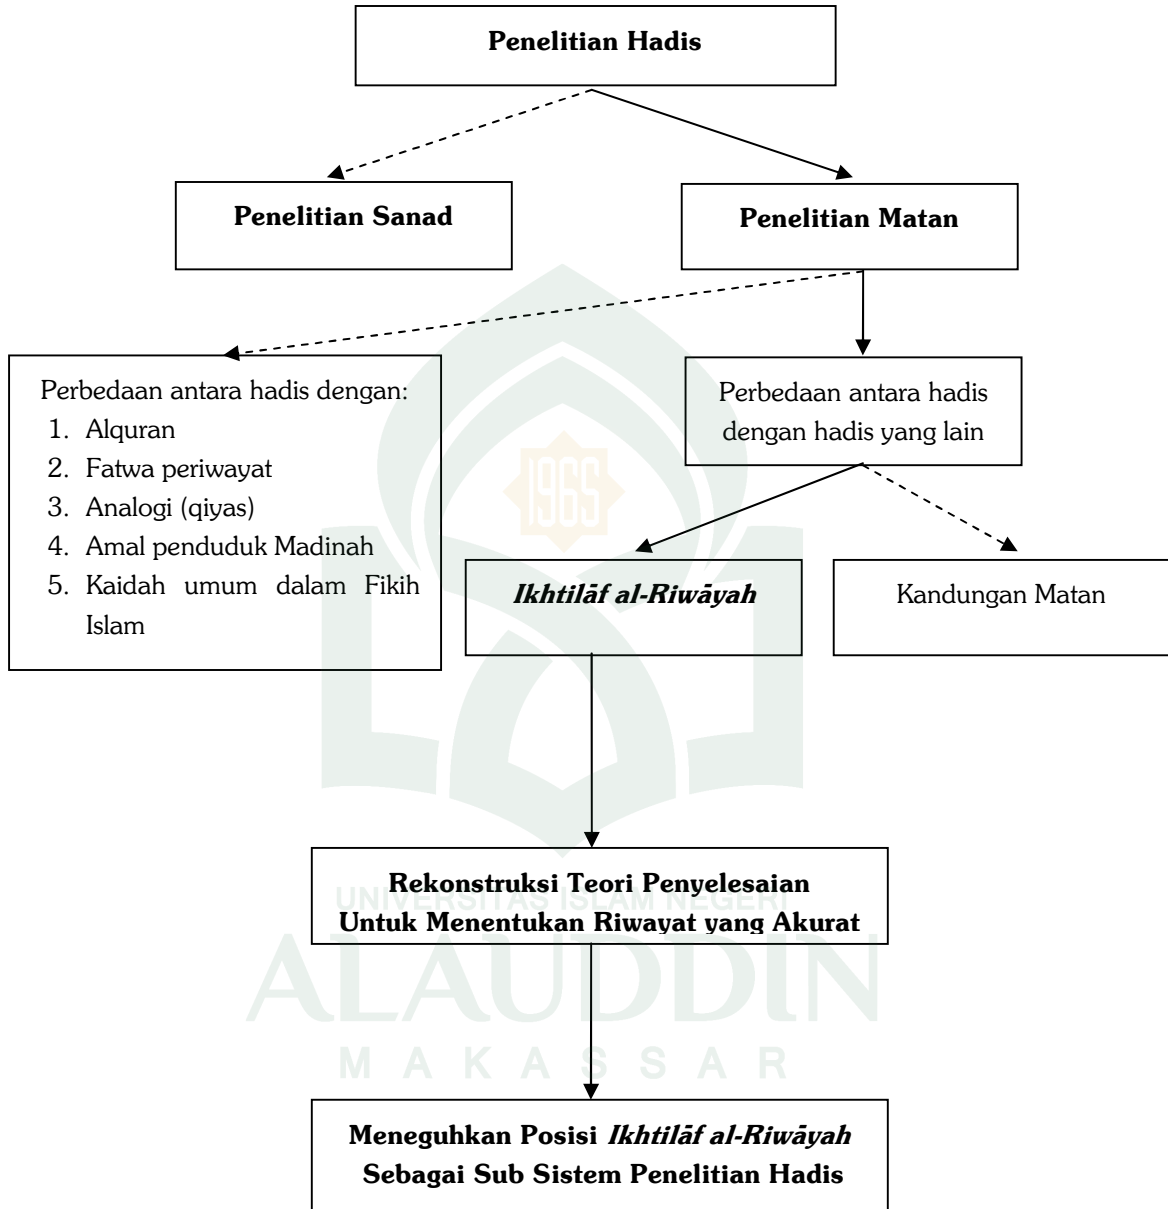 Penelitian Hadis
Penelitian Sanad
Penelitian Matan
Perbedaan antara hadis dengan:
1. Alquran
2. Fatwa periwayat
3. Analogi (qiyas)
4. Amal penduduk Madinah
5. Kaidah umum dalam Fikih
Islam
Perbedaan antara hadis
dengan hadis yang lain
1965
Ikhtilāf al-Riwāyah
Kandungan Matan
Rekonstruksi Teori Penyelesaian
UNIVERSITAS ISLAM NEGERI
Untuk Menentukan Riwayat yang Akurat
ALAUDDIN
MAKASSAR
Meneguhkan Posisi Ikhtilāf al-Riwāyah
Sebagai Sub Sistem Penelitian Hadis